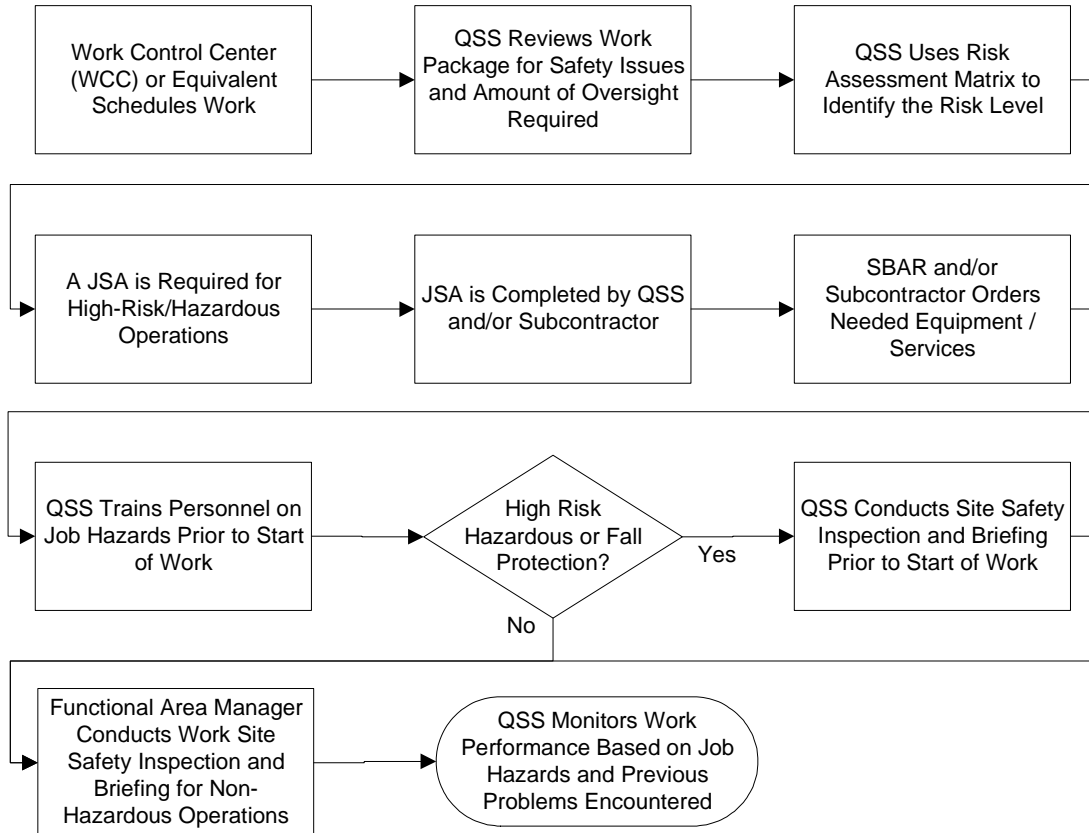 Work Control Center
(WCC) or Equivalent
Schedules Work
QSS Reviews Work
Package for Safety Issues
and Amount of Oversight
Required
QSS Uses Risk
Assessment Matrix to
Identify the Risk Level
A JSA is Required for
High-Risk/Hazardous
Operations
JSA is Completed by QSS
and/or Subcontractor
SBAR and/or
Subcontractor Orders
Needed Equipment /
Services
QSS Trains Personnel on
Job Hazards Prior to Start
of Work
High Risk
Hazardous or Fall
Protection?
Yes
No
QSS Conducts Site Safety
Inspection and Briefing
Prior to Start of Work
Functional Area Manager
Conducts Work Site
Safety Inspection and
Briefing for Non-
Hazardous Operations
QSS Monitors Work
Performance Based on Job
Hazards and Previous
Problems Encountered